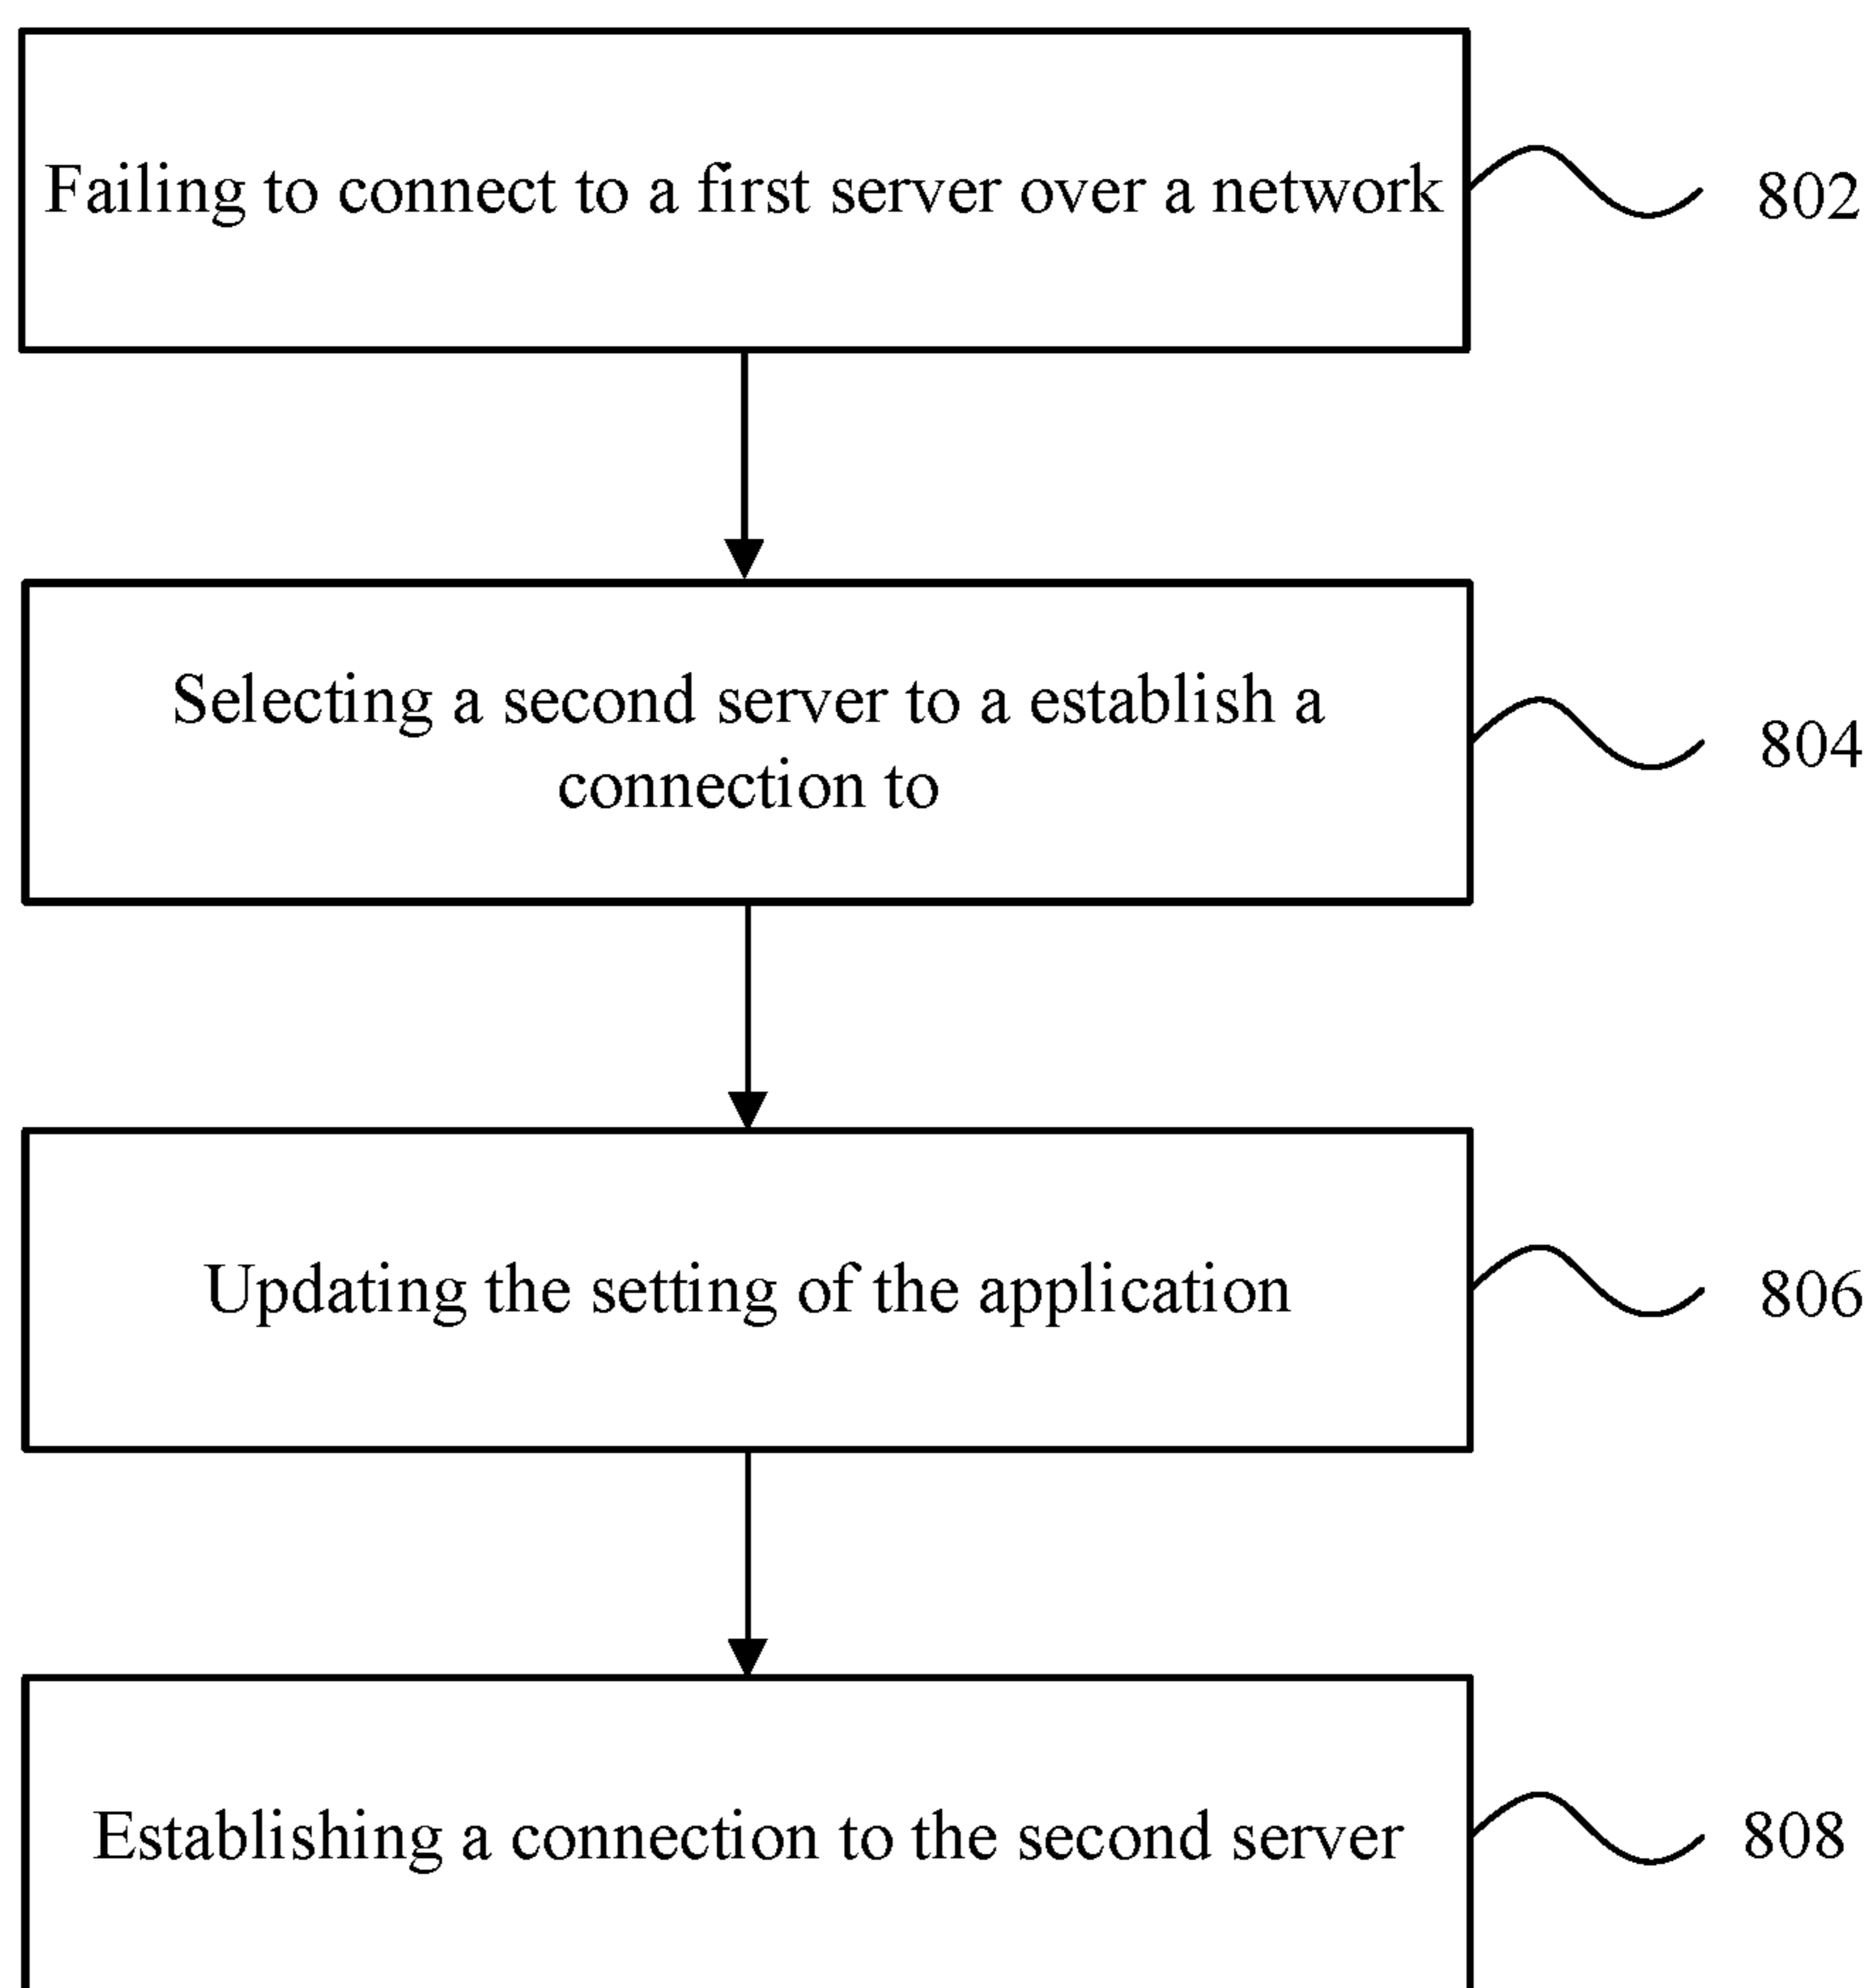 Failing to connect to a first server over a network
802
Selecting a second server to a establish a
connection to
804
Updating the setting of the application
806
Establishing a connection to the second server
808